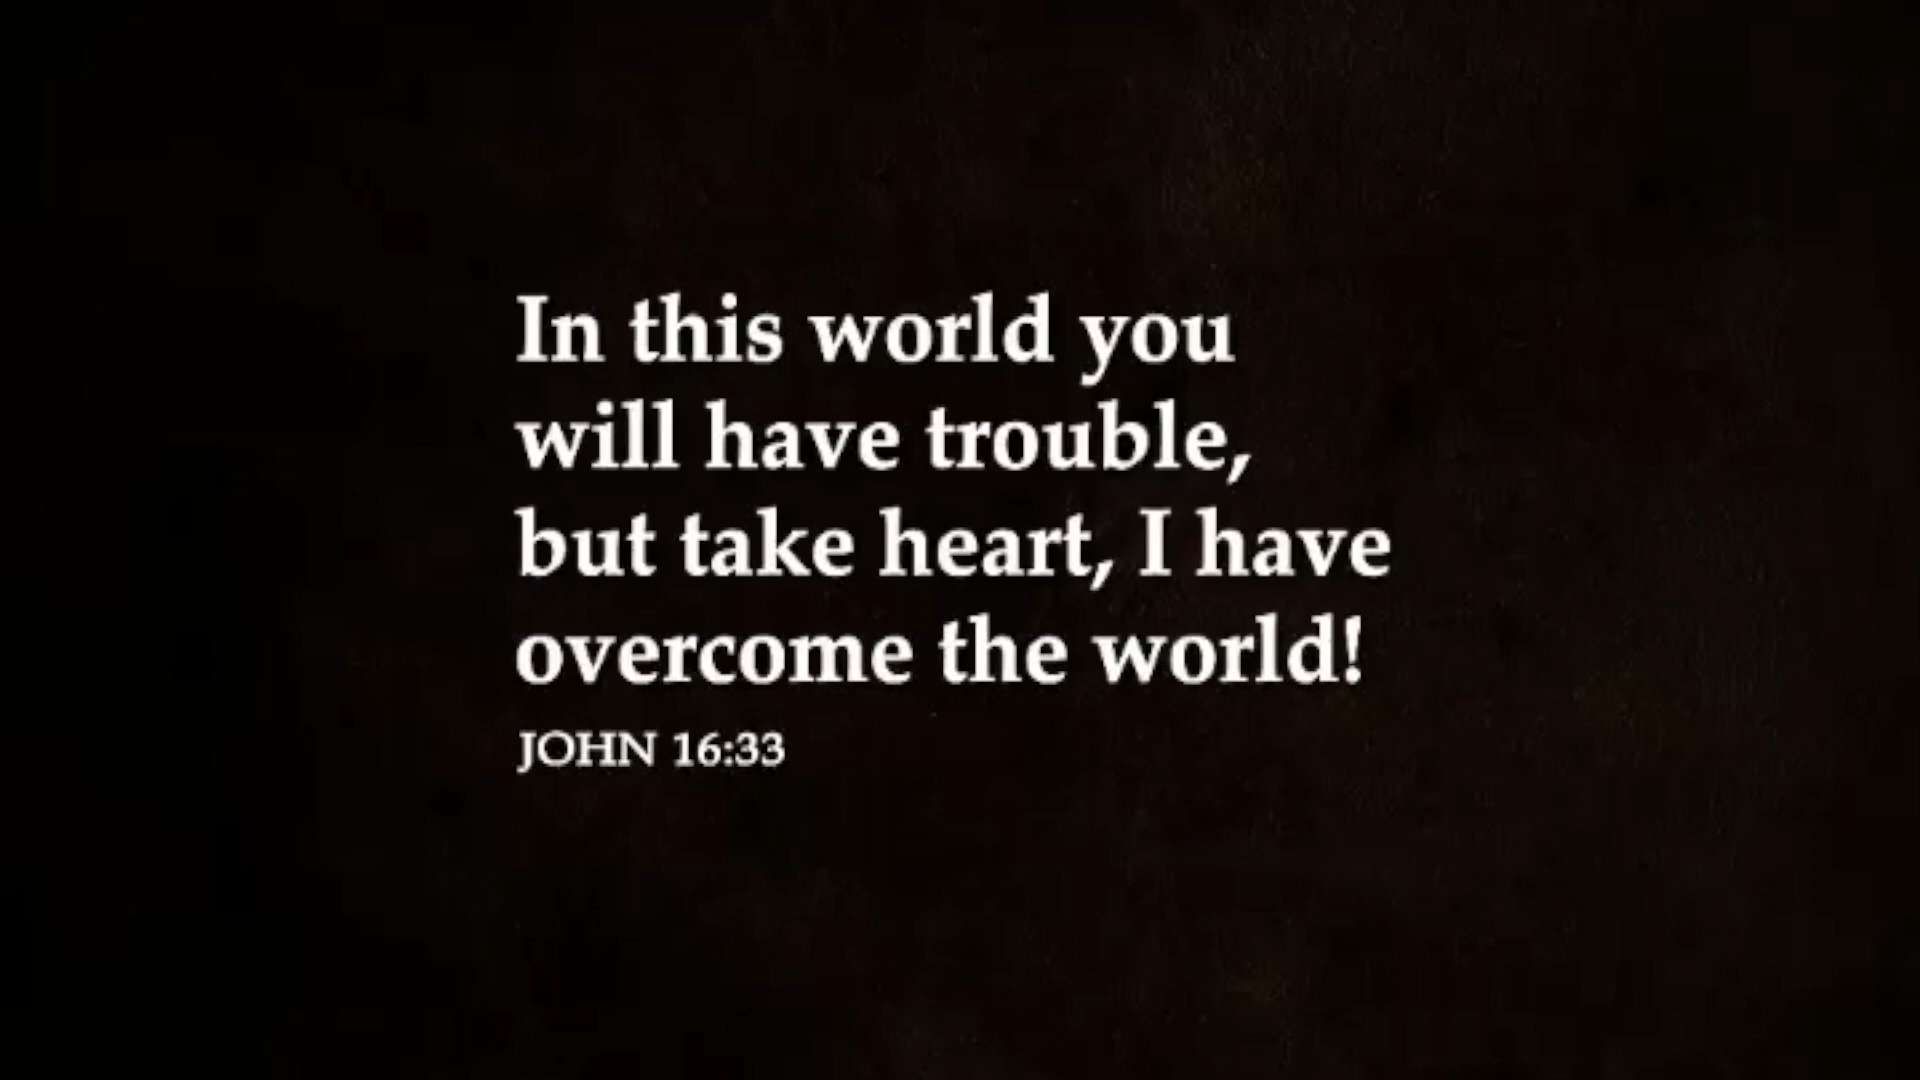 In this world you
will have trouble,
but take heart, I have
overcome the world!
JOHN 16:33